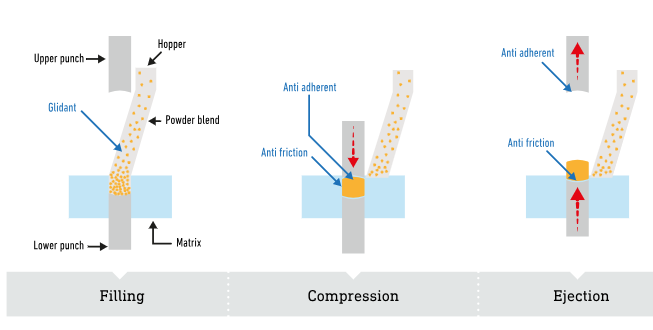 Hopper
Upper punch
Glidant
Powder blend
Lower punch
Matrix
Anti adherent
Anti friction
Anti adherent
Anti friction
Filling
Compression
Ejection